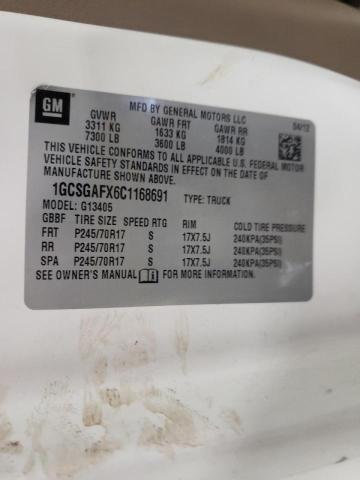 GM
MFD BY GENERAL MOTORS LLC
04/12
GVWR GAWR FRT GAWR RR
3311 KG 1633 KG 1814 KG
7300 LB 3600 LB 4000 LB
THIS VEHICLE CONFORMS TO ALL APPLICABLE U.S. FEDERAL MOTOR
VEHICLE SAFETY STANDARDS IN EFFECT ON THE DATE OF
MANUFACTURE SHOWN ABOVE.
1GCSGAFX6C1168691 TYPE: TRUCK
MODEL: G13405
GBBF TIRE SIZE SPEED RTG RIM COLD TIRE PRESSURE
FRT P245/70R17 S 17X7.5J 240KPA(35PSI)
RR P245/70R17 S 17X7.5J 240KPA(35PSI)
SPA P245/70R17 S 17X7.5J 240KPA(35PSI)
SEE OWNER'S MANUAL FOR MORE INFORMATION.